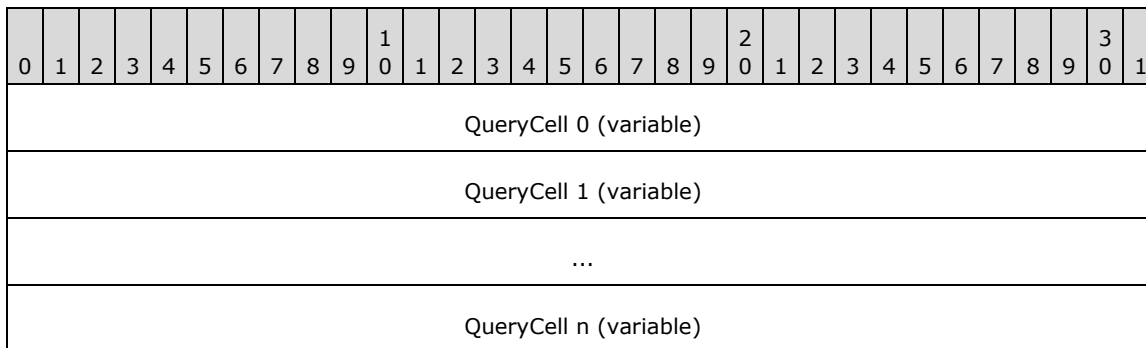 1 2 3
0 1 2 3 4 5 6 7 8 9 0 1 2 3 4 5 6 7 8 9 0 1 2 3 4 5 6 7 8 9 0 1
QueryCell 0 (variable)
QueryCell 1 (variable)
...
QueryCell n (variable)